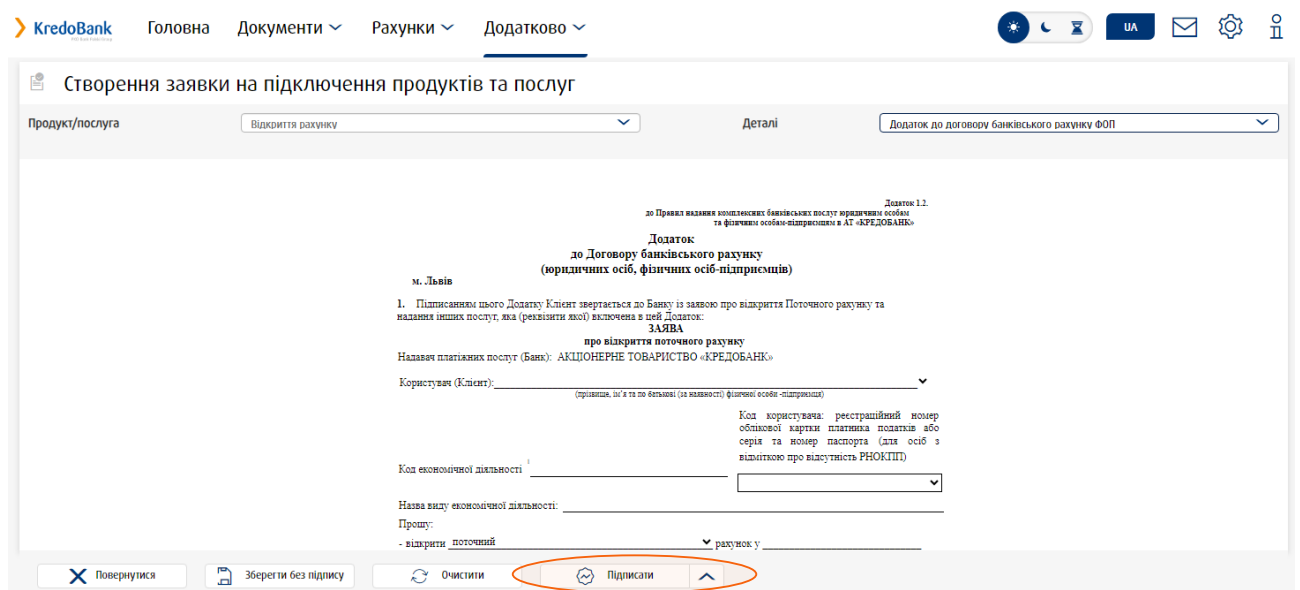 KredoBank Головна Документи Рахунки Додатково UA
Створення заявки на підключення продуктів та послуг
Продукт/послуга Відкриття рахунку Деталі Додаток до договору банківського рахунку ФОП
Додаток 1.2.
до Правил надання комплексних банківських послуг юридичним особам
та фізичним особам-підприємцям в АТ «КРЕДОБАНК»
Додаток
до Договору банківського рахунку
(юридичних осіб, фізичних осіб-підприємців)
м. Львів
1. Підписанням цього Додатку Клієнт звертається до Банку із заявою про відкриття Поточного рахунку та
надання інших послуг, яка (реквізити якої) включена в цей Додаток:
ЗАЯВА
про відкриття поточного рахунку
Надавач платіжних послуг (Банк): АКЦІОНЕРНЕ ТОВАРИСТВО «КРЕДОБАНК»
Користувач (Клієнт):
(прізвище, ім'я та по батькові (за наявності) фізичної особи -підприємця)
Код користувача: реєстраційний номер
облікової картки платника податків або
серія та номер паспорта (для осіб з
відміткою про відсутність РНОКПП)
Код економічної діяльності
Назва виду економічної діяльності:
Прошу:
- відкрити поточний рахунок у
Повернутися Зберегти без підпису Очистити Підписати